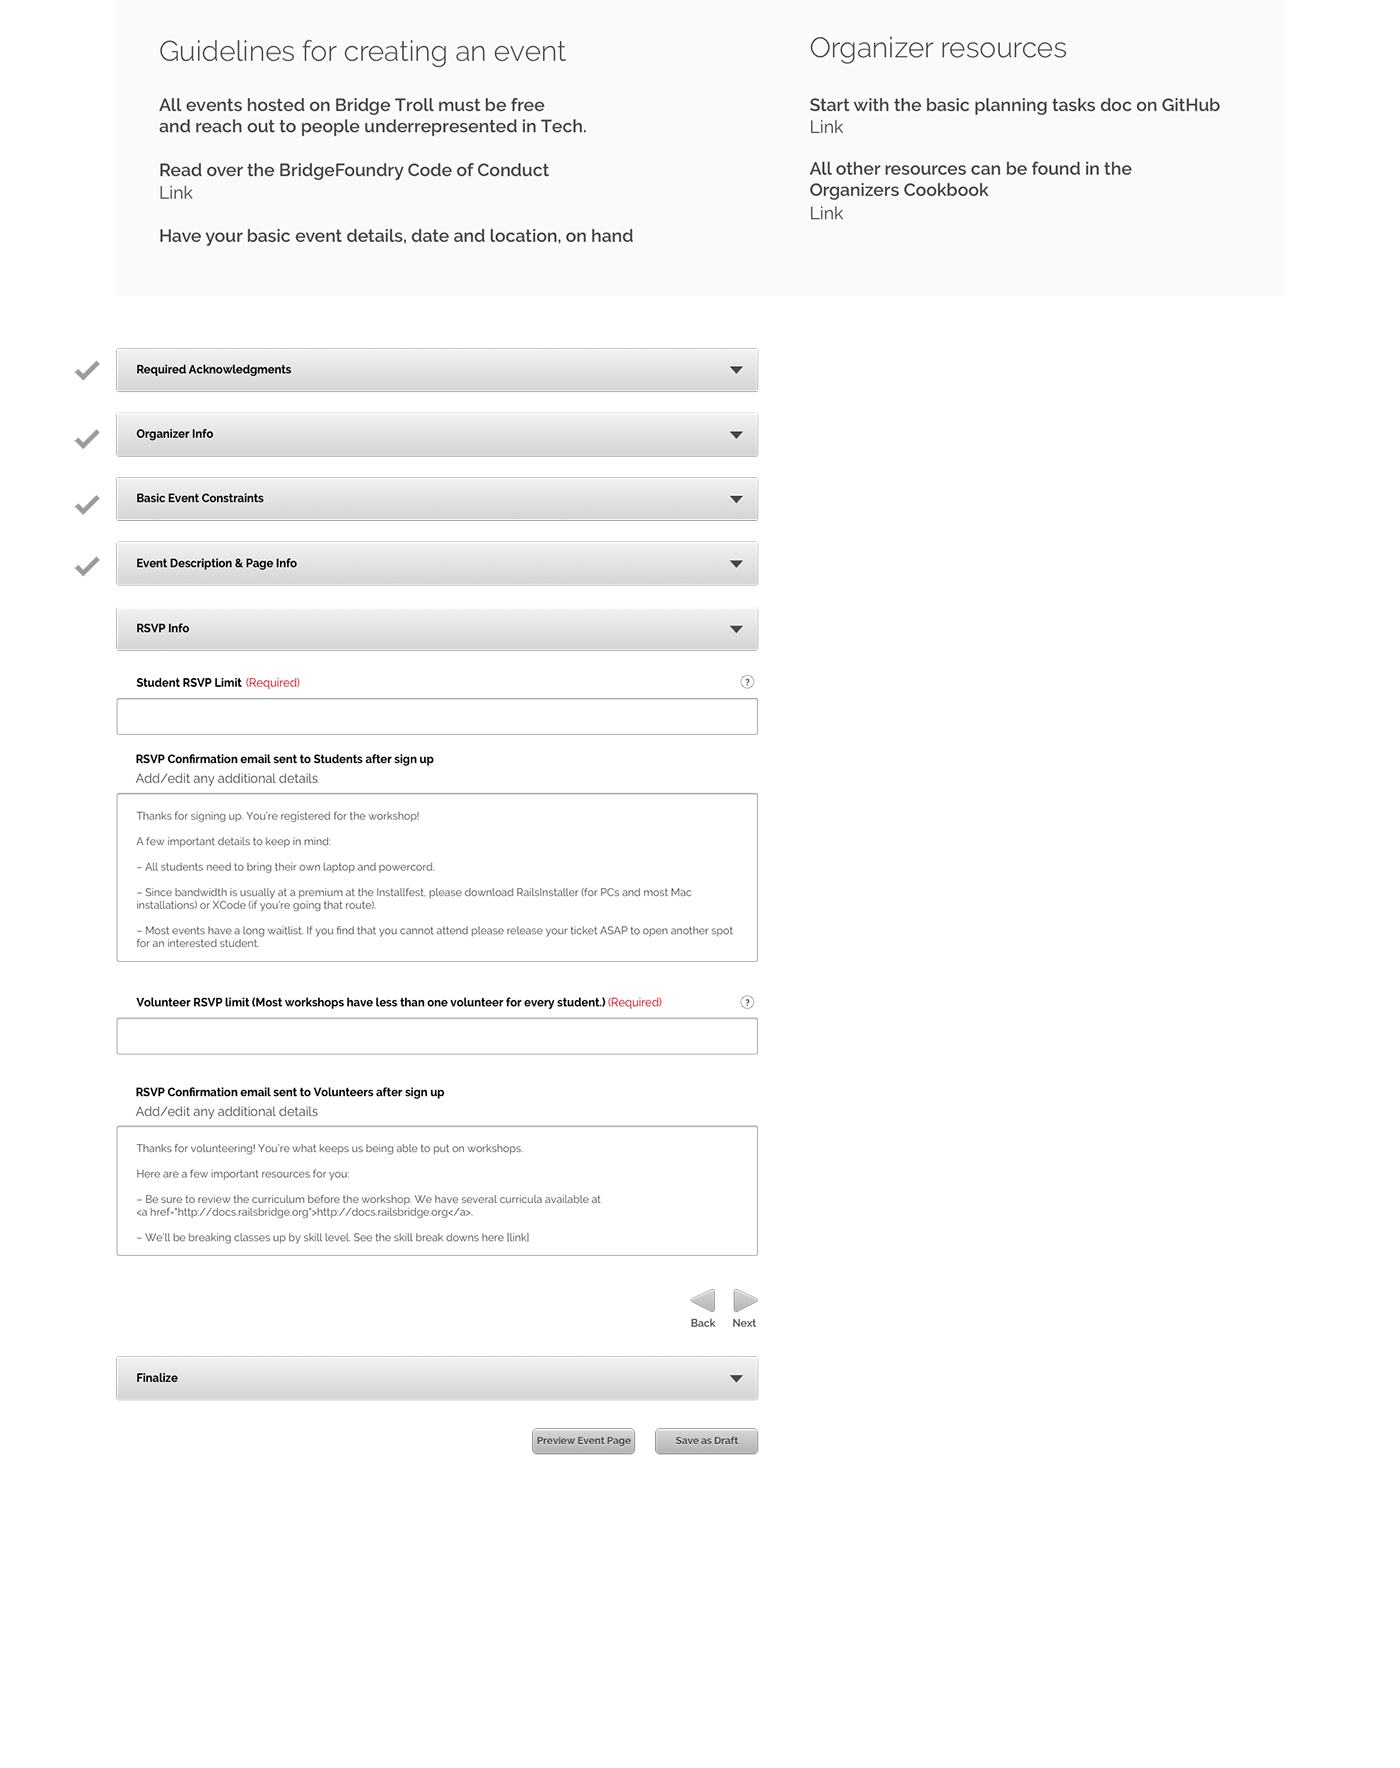 Guidelines for creating an event
All events hosted on Bridge Troll must be free
and reach out to people underrepresented in Tech.
Read over the BridgeFoundry Code of Conduct
Link
Have your basic event details, date and location, on hand
Organizer resources
Start with the basic planning tasks doc on GitHub
Link
All other resources can be found in the
Organizers Cookbook
Link
Required Acknowledgments
Organizer Info
Basic Event Constraints
Event Description & Page Info
RSVP Info
Student RSVP Limit (Required) ?
RSVP Confirmation email sent to Students after sign up
Add/edit any additional details
Thanks for signing up. You're registered for the workshop!
A few important details to keep in mind:
– All students need to bring their own laptop and powercord.
– Since bandwidth is usually at a premium at the Installfest, please download RailsInstaller (for PCs and most Mac
installations) or XCode (if you're going that route).
– Most events have a long waitlist. If you find that you cannot attend please release your ticket ASAP to open another spot
for an interested student.
Volunteer RSVP limit (Most workshops have less than one volunteer for every student.) (Required) ?
RSVP Confirmation email sent to Volunteers after sign up
Add/edit any additional details
Thanks for volunteering! You're what keeps us being able to put on workshops.
Here are a few important resources for you:
– Be sure to review the curriculum before the workshop. We have several curricula available at
<a href="http://docs.railsbridge.org">http://docs.railsbridge.org</a>.
– We'll be breaking classes up by skill level. See the skill break downs here [link]
Back Next
Finalize
Preview Event Page Save as Draft